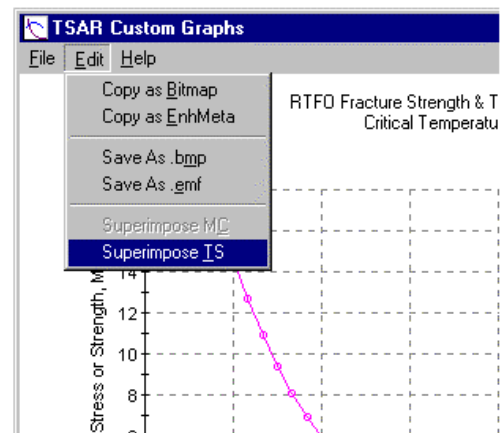 TSAR Custom Graphs
File Edit Help
Copy as Bitmap
Copy as EnhMeta
Save As .bmp
Save As .emf
Superimpose MC
Superimpose TS
RTFO Fracture Strength & T
Critical Temperatu
Stress or Strength, M
14
12
10
8